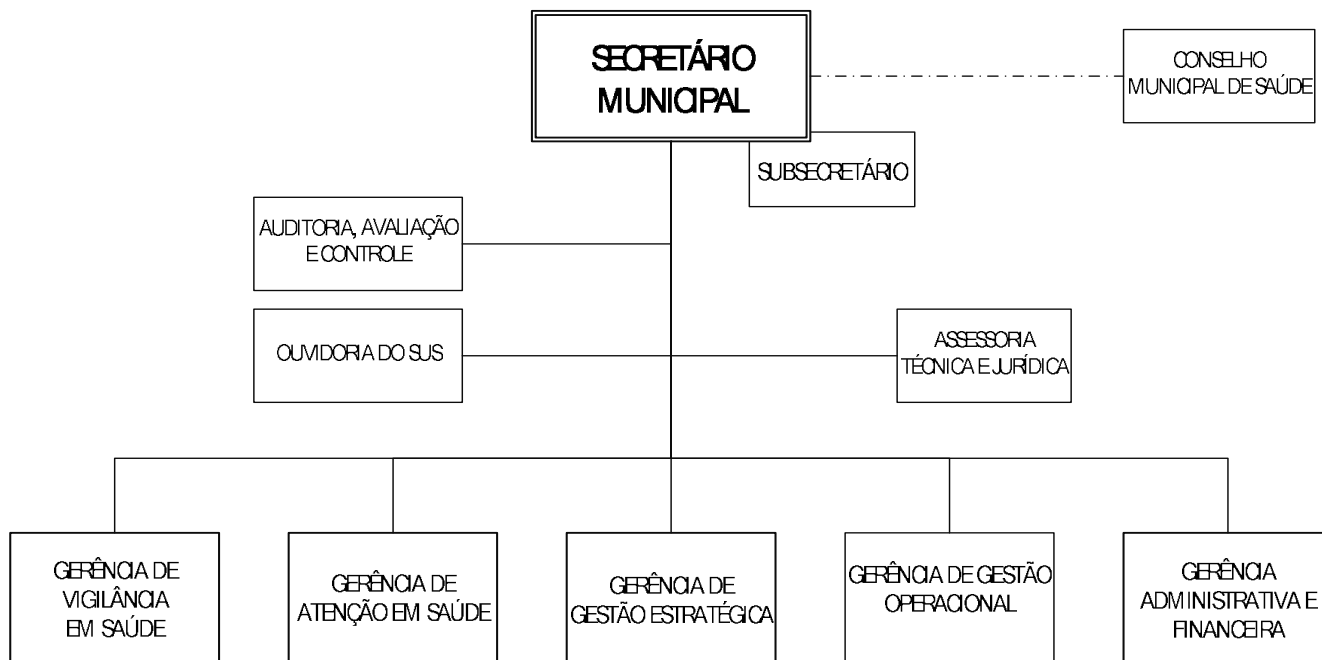 SECRETÁRIO
MUNICIPAL
CONSELHO
MUNICIPAL DE SAÚDE
SUBSECRETÁRIO
AUDITORIA, AVALIAÇÃO
E CONTROLE
OUVIDORIA DO SUS
ASSESSORIA
TÉCNICA E JURÍDICA
GERÊNCIA DE
VIGILÂNCIA
EM SAÚDE
GERÊNCIA DE
ATENÇÃO EM SAÚDE
GERÊNCIA DE
GESTÃO ESTRATÉGICA
GERÊNCIA DE GESTÃO
OPERACIONAL
GERÊNCIA
ADMINISTRATIVA E
FINANCEIRA